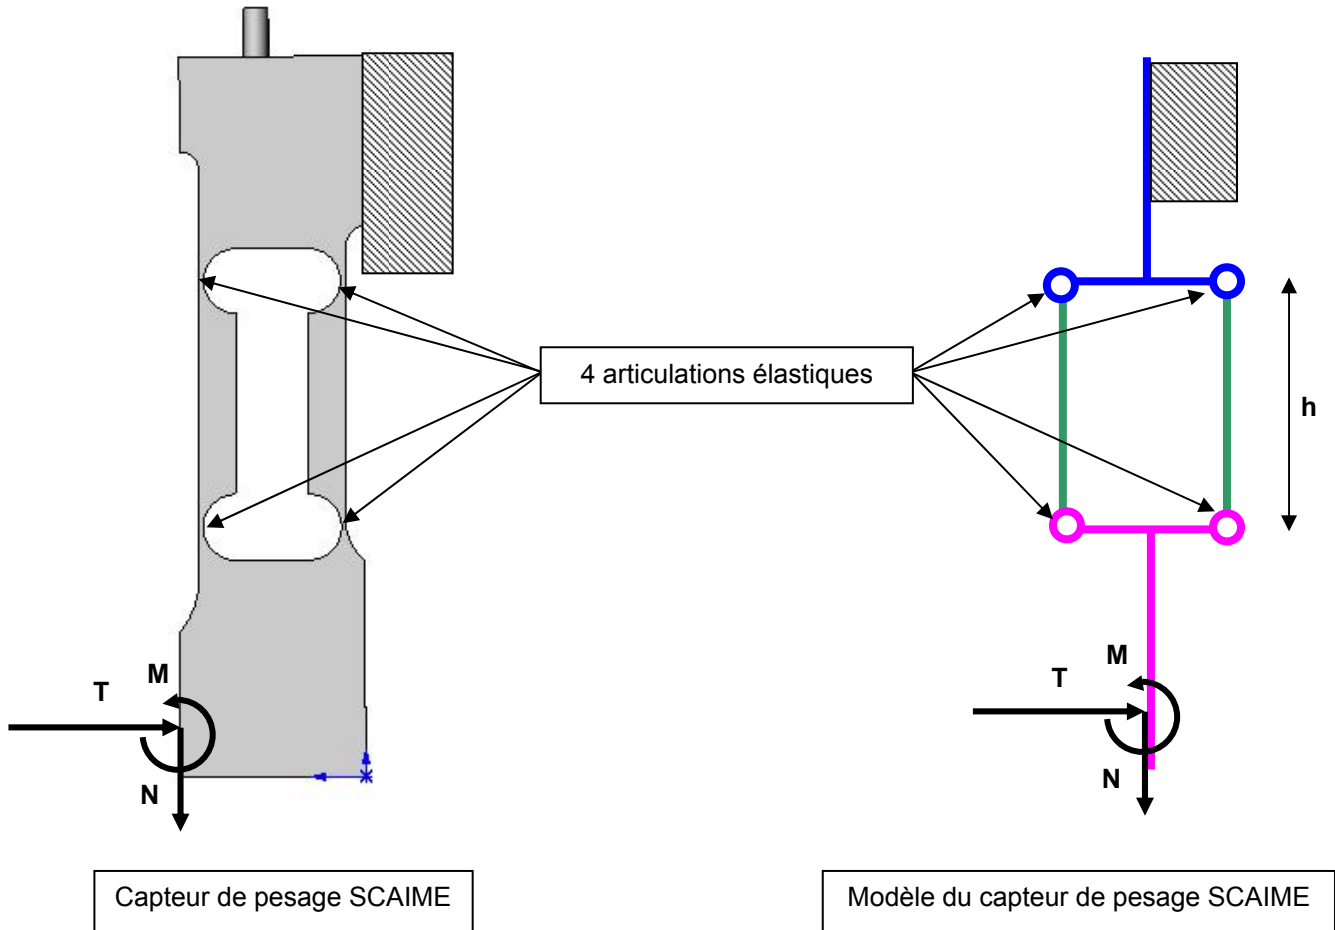 4 articulations élastiques
h
M
T
N
M
T
N
Capteur de pesage SCAIME
Modèle du capteur de pesage SCAIME